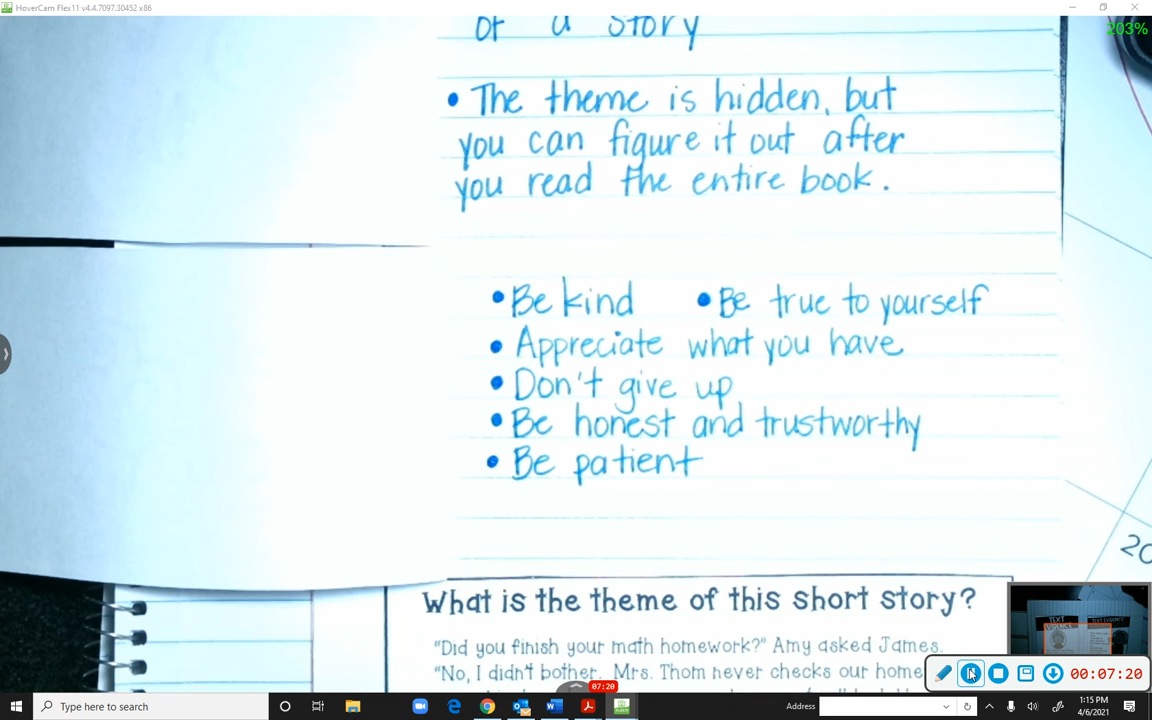 HoverCam Flex11 v4.4.7097.30452 x86
203%
of a story
• The theme is hidden, but
you can figure it out after
you read the entire book.
• Be kind • Be true to yourself
• Appreciate what you have
• Don't give up
• Be honest and trustworthy
• Be patient
20
What is the theme of this short story?
"Did you finish your math homework?" Amy asked James.
"No, I didn't bother. Mrs. Thom never checks our home
TEXT
00:07:20
07:20
Type here to search
Address
1:15 PM
4/6/2021